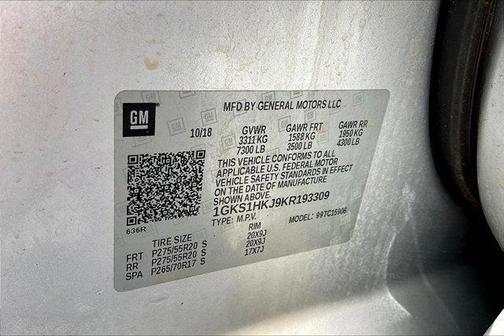 MFD BY GENERAL MOTORS LLC
GM
10/18 GVWR GAWR FRT GAWR RR
3311 KG 1588 KG 1950 KG
7300 LB 3500 LB 4300 LB
THIS VEHICLE CONFORMS TO ALL
APPLICABLE U.S. FEDERAL MOTOR
VEHICLE SAFETY STANDARDS IN EFFECT
ON THE DATE OF MANUFACTURE
SHOWN ABOVE.
1GKS1HKJ9KR193309
TYPE: M.P.V. MODEL: 99TC15906
636R
TIRE SIZE RIM
FRT P275/55R20 S 20X9J
RR P275/55R20 S 20X9J
SPA P265/70R17 S 17X7J